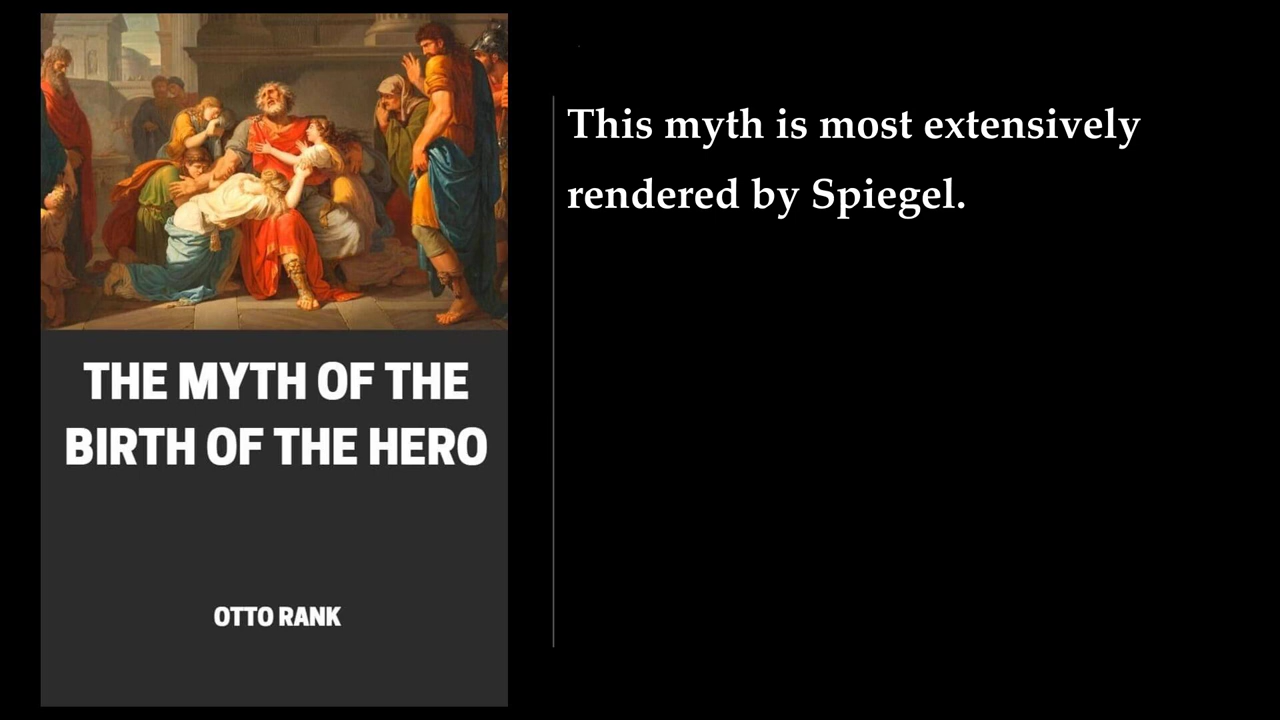 THE MYTH OF THE
BIRTH OF THE HERO
OTTO RANK
This myth is most extensively
rendered by Spiegel.